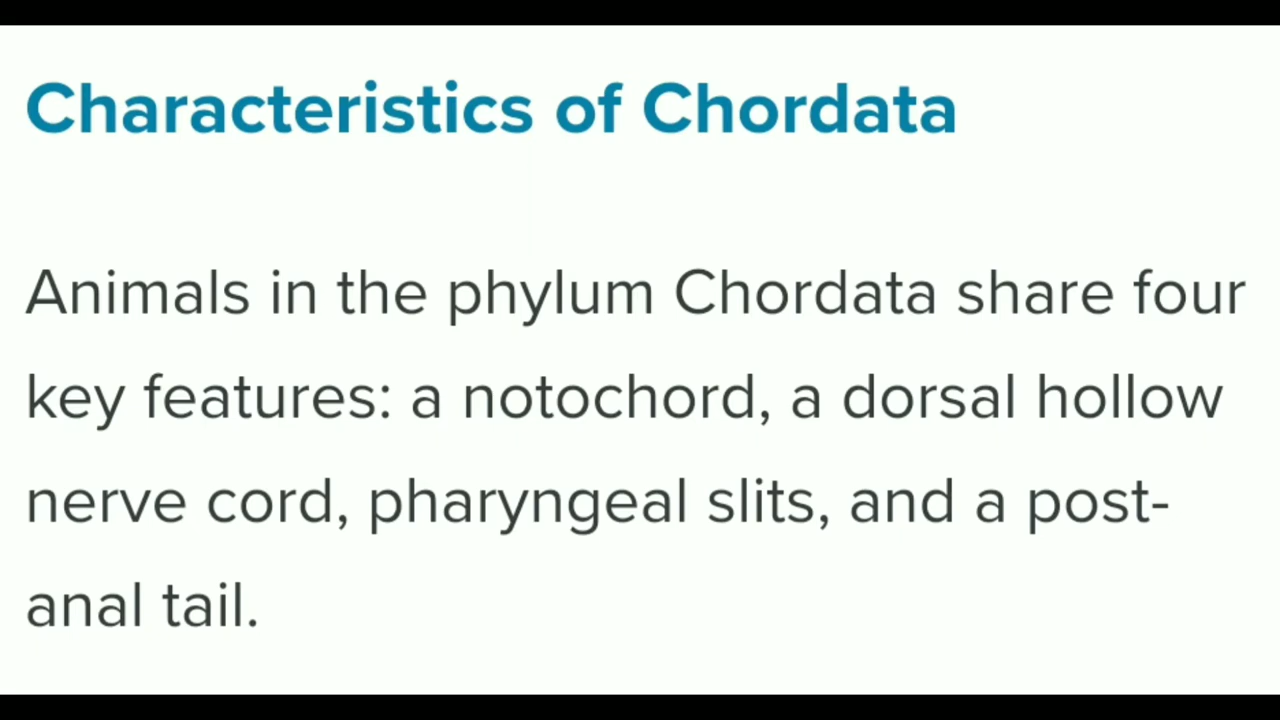 Characteristics of Chordata
Animals in the phylum Chordata share four
key features: a notochord, a dorsal hollow
nerve cord, pharyngeal slits, and a post-
anal tail.